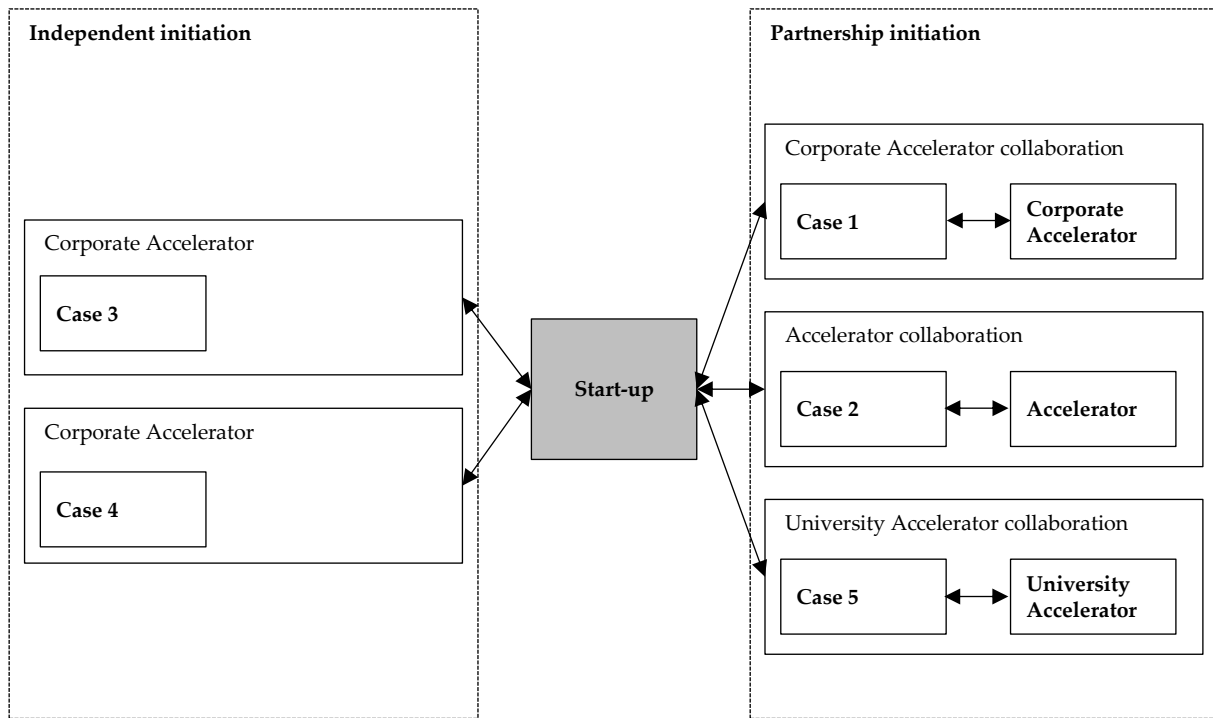 Independent initiation
Corporate Accelerator
Case 3
Corporate Accelerator
Case 4
Start-up
Partnership initiation
Corporate Accelerator collaboration
Case 1
Corporate
Accelerator
Accelerator collaboration
Case 2
Accelerator
University Accelerator collaboration
Case 5
University
Accelerator